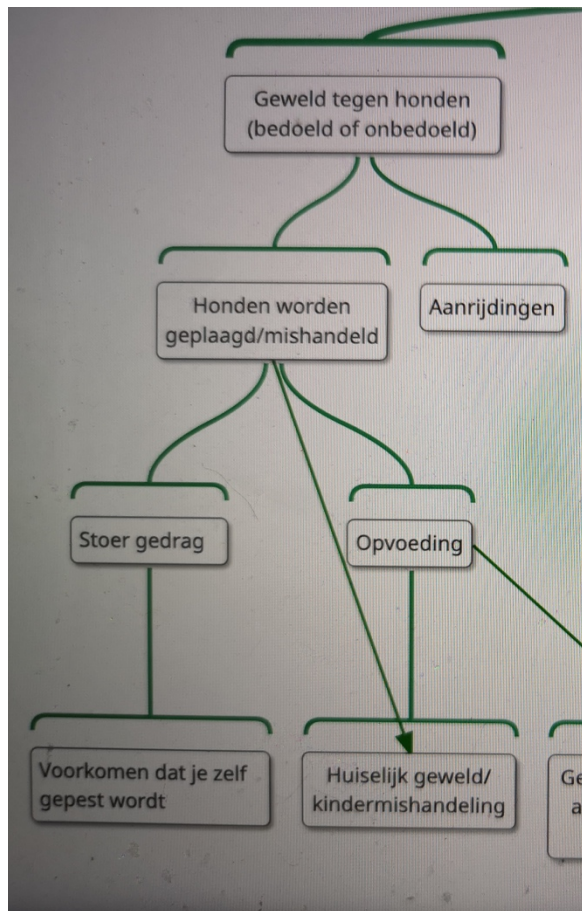 Geweld tegen honden
(bedoeld of onbedoeld)
Honden worden
geplaagd/mishandeld
Aanrijdingen
Stoer gedrag
Opvoeding
Voorkomen dat je zelf
gepest wordt
Huiselijk geweld/
kindermishandeling